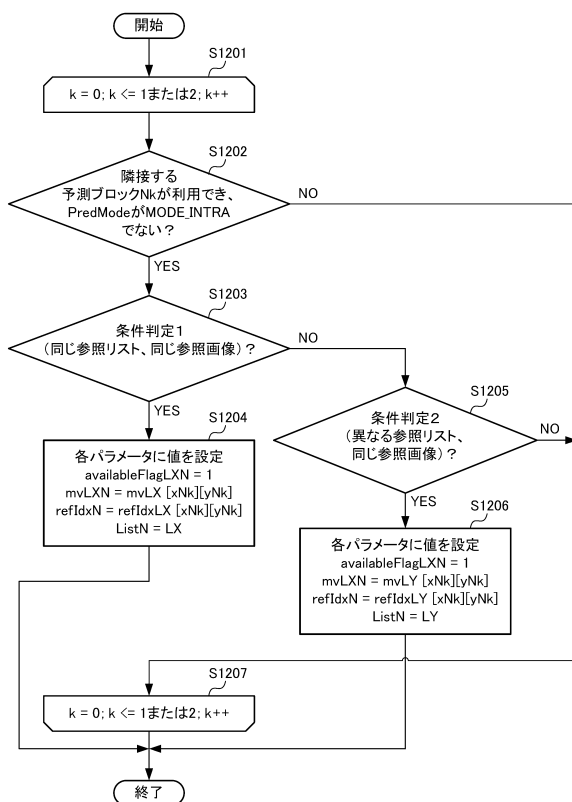 開始
S1201
k = 0; k <= 1または2; k++
S1202
隣接する
予測ブロックNkが利用でき、
PredModeがMODE_INTRA
でない？
NO
YES
S1203
条件判定1
(同じ参照リスト、同じ参照画像)？
NO
YES
S1205
条件判定2
(異なる参照リスト、
同じ参照画像)？
NO
YES
S1204
各パラメータに値を設定
availableFlagLXN = 1
mvLXN = mvLX [xNk][yNk]
refIdxN = refIdxLX [xNk][yNk]
ListN = LX
S1206
各パラメータに値を設定
availableFlagLXN = 1
mvLXN = mvLY [xNk][yNk]
refIdxN = refIdxLY [xNk][yNk]
ListN = LY
S1207
k = 0; k <= 1または2; k++
終了